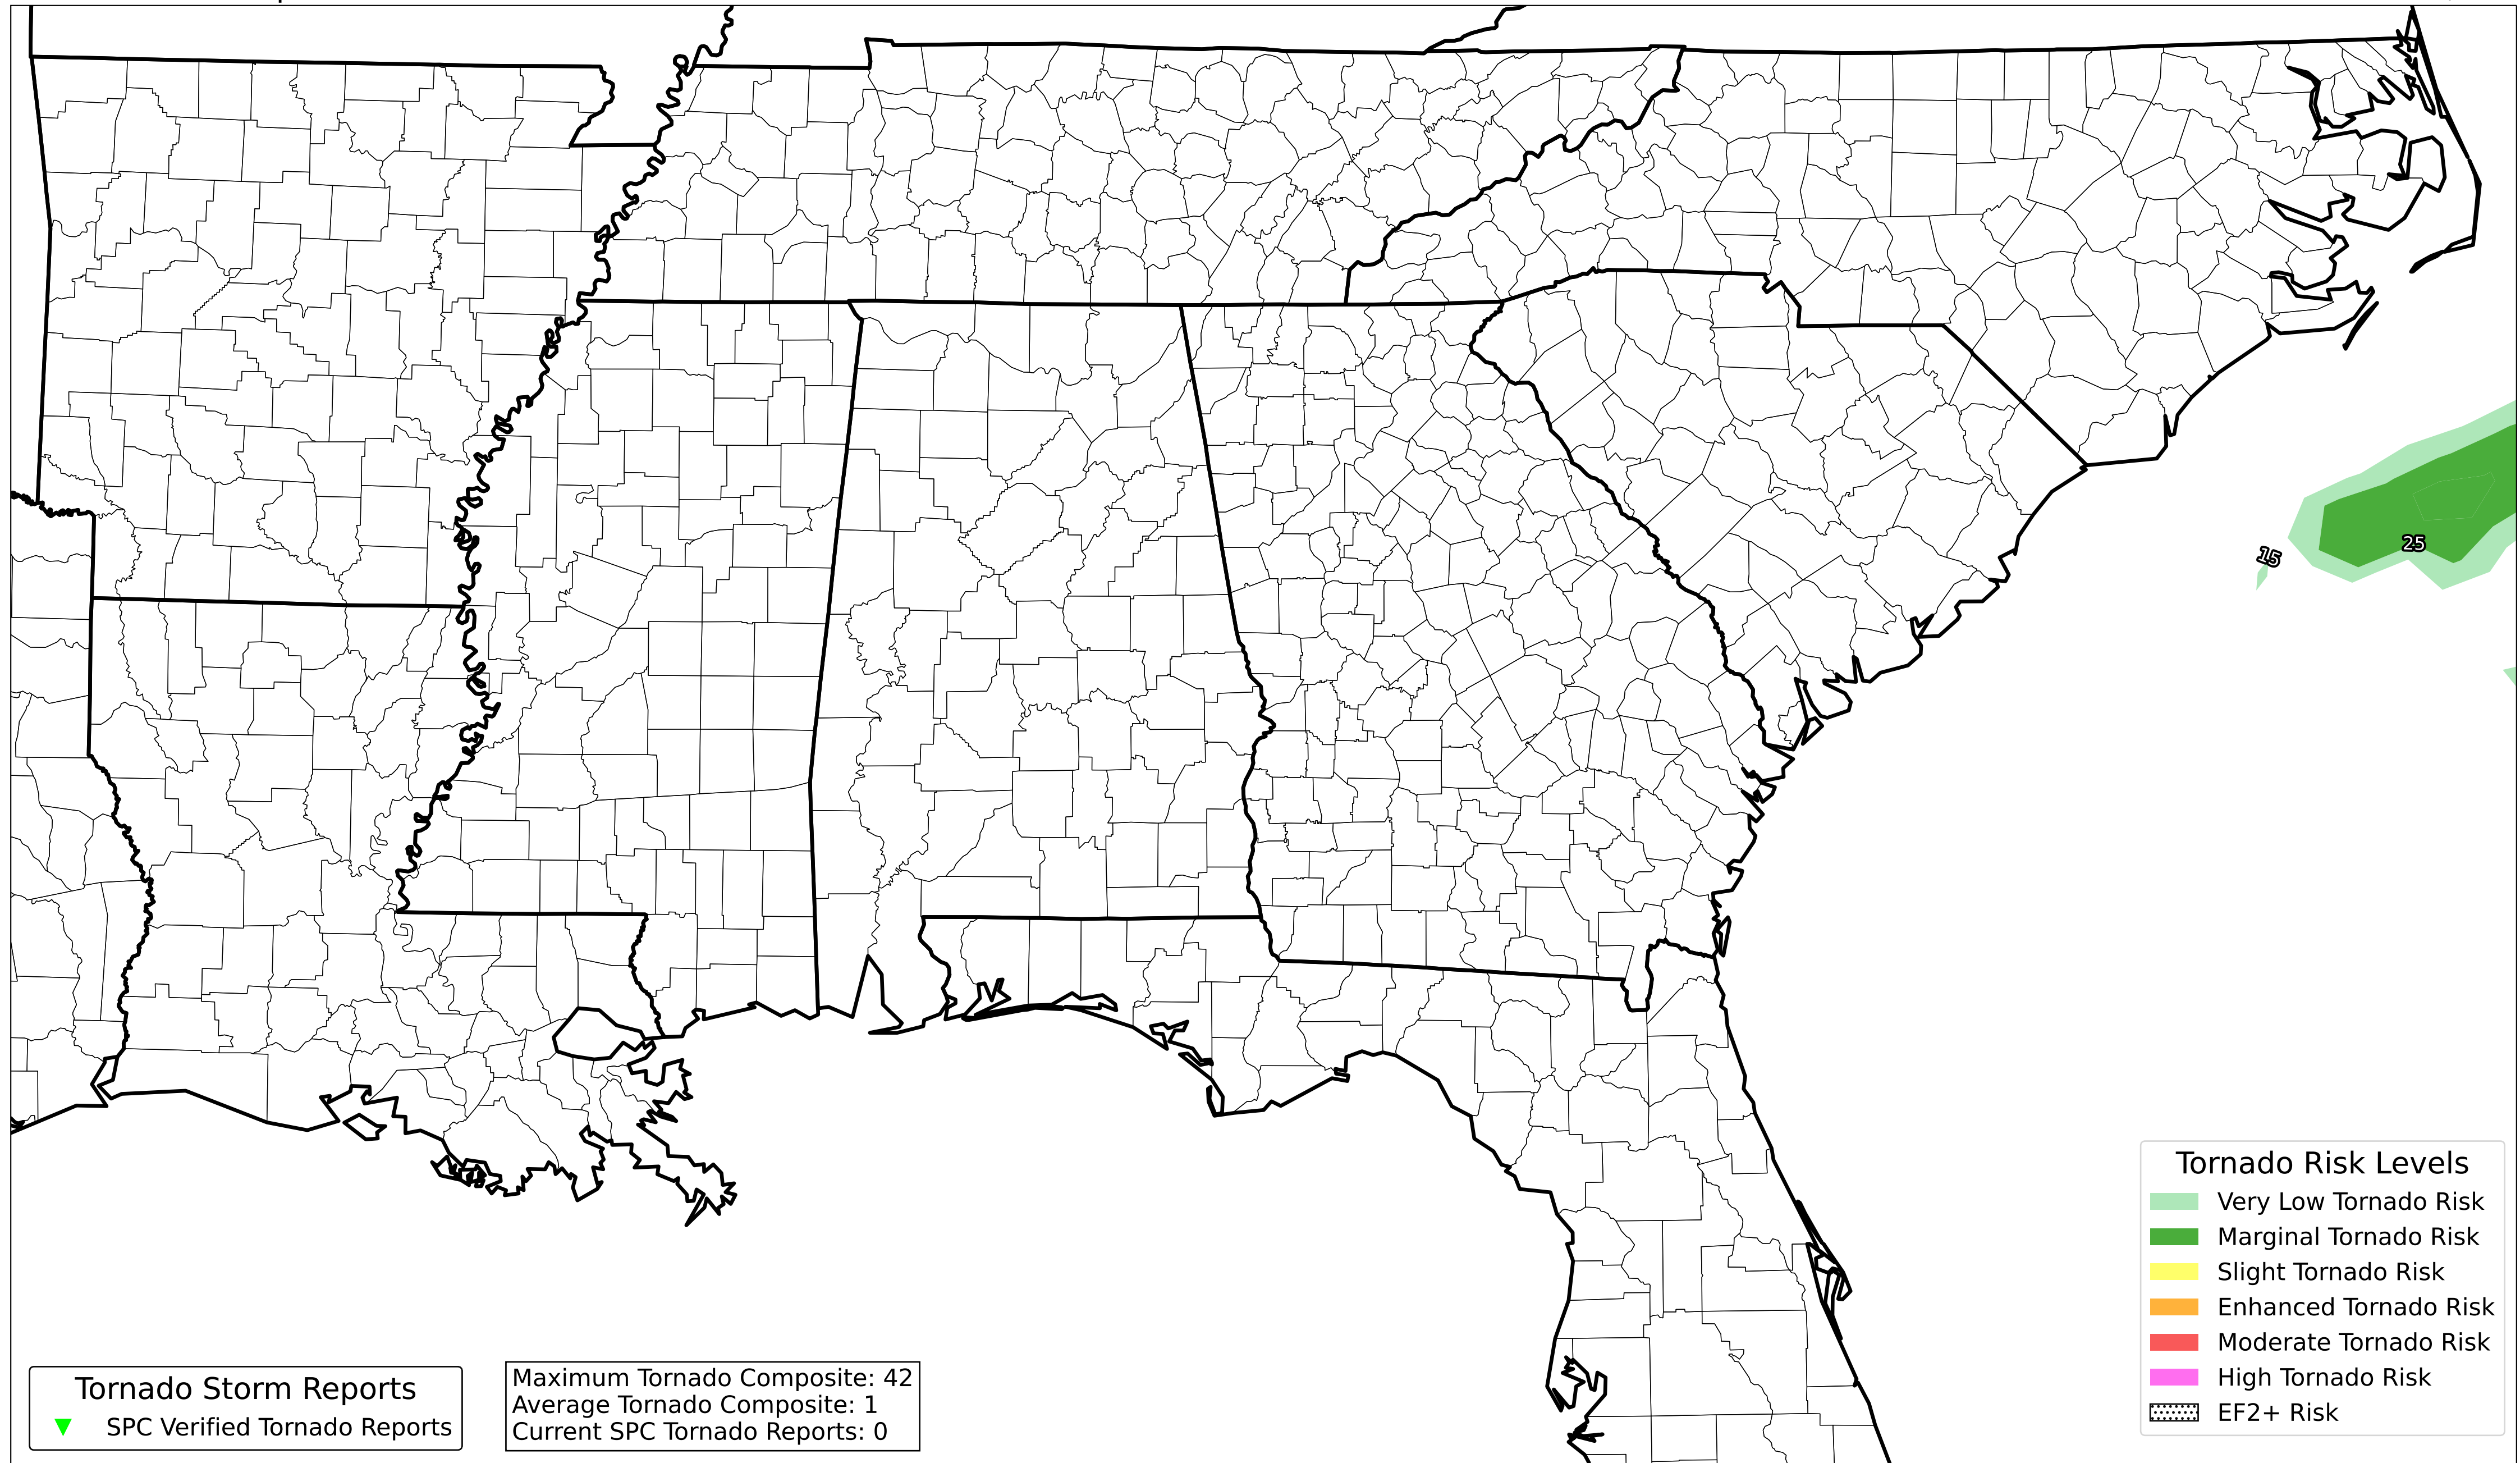 15
25
Tornado Risk Levels
Very Low Tornado Risk
Marginal Tornado Risk
Slight Tornado Risk
Enhanced Tornado Risk
Moderate Tornado Risk
High Tornado Risk
EF2+ Risk
Tornado Storm Reports
SPC Verified Tornado Reports
Maximum Tornado Composite: 42
Average Tornado Composite: 1
Current SPC Tornado Reports: 0